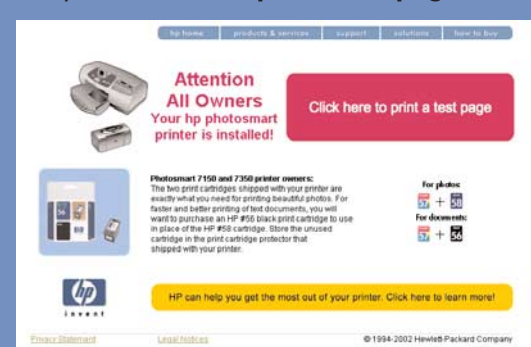 hp home
products & services
support
solutions
how to buy
Attention
All Owners
Your hp photosmart
printer is installed!
Click here to print a test page
Photosmart 7150 and 7350 printer owners:
The two print cartridges shipped with your printer are
exactly what you need for printing beautiful photos. For
faster and better printing of text documents, you will
want to purchase an HP #56 black print cartridge to use
in place of the HP #58 cartridge. Store the unused
cartridge in the print cartridge protector that
shipped with your printer.
For photos:
57 + 58
For documents:
57 + 56
56
hp
invent
HP can help you get the most out of your printer. Click here to learn more!
Privacy Statement
Legal Notices
© 1994-2002 Hewlett-Packard Company